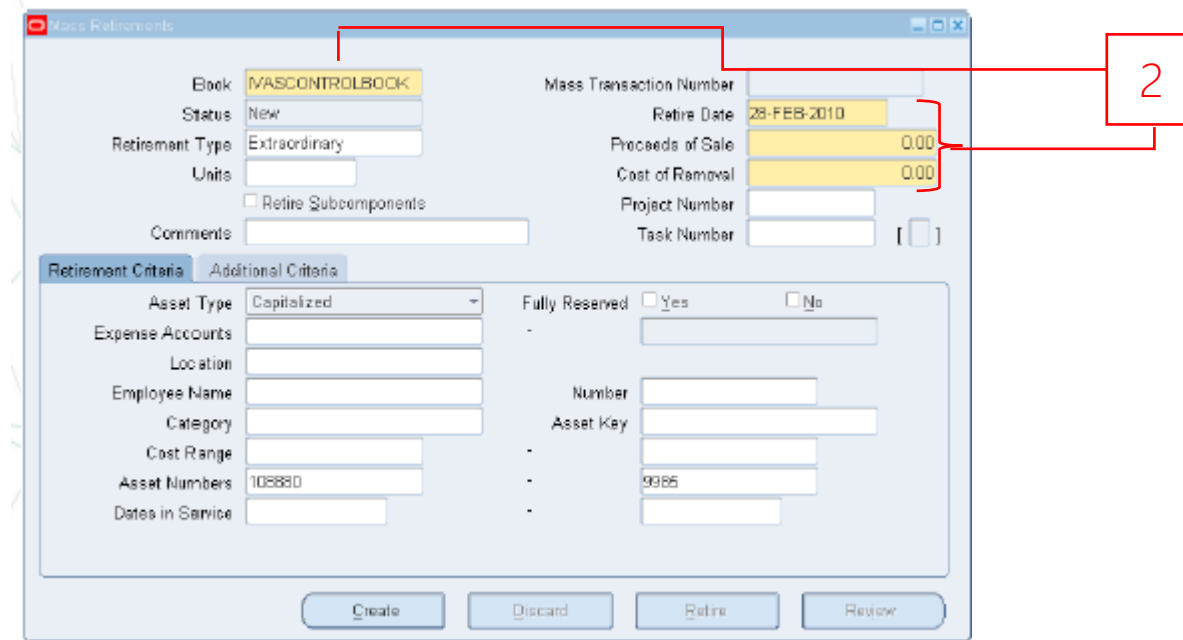 Mass Retirements
2
Book IVASCONTROLBOOK Mass Transaction Number
Status New Retire Date 28-FEB-2010
Retirement Type Extraordinary Proceeds of Sale 0.00
Units Cost of Removal 0.00
Retire Subcomponents Project Number
Comments Task Number [ ]
Retirement Criteria Additional Criteria
Asset Type Capitalized Fully Reserved Yes No
Expense Accounts -
Location
Employee Name Number
Category Asset Key
Cost Range -
Asset Numbers 108880 - 9985
Dates in Service -
Create Discard Retire Review